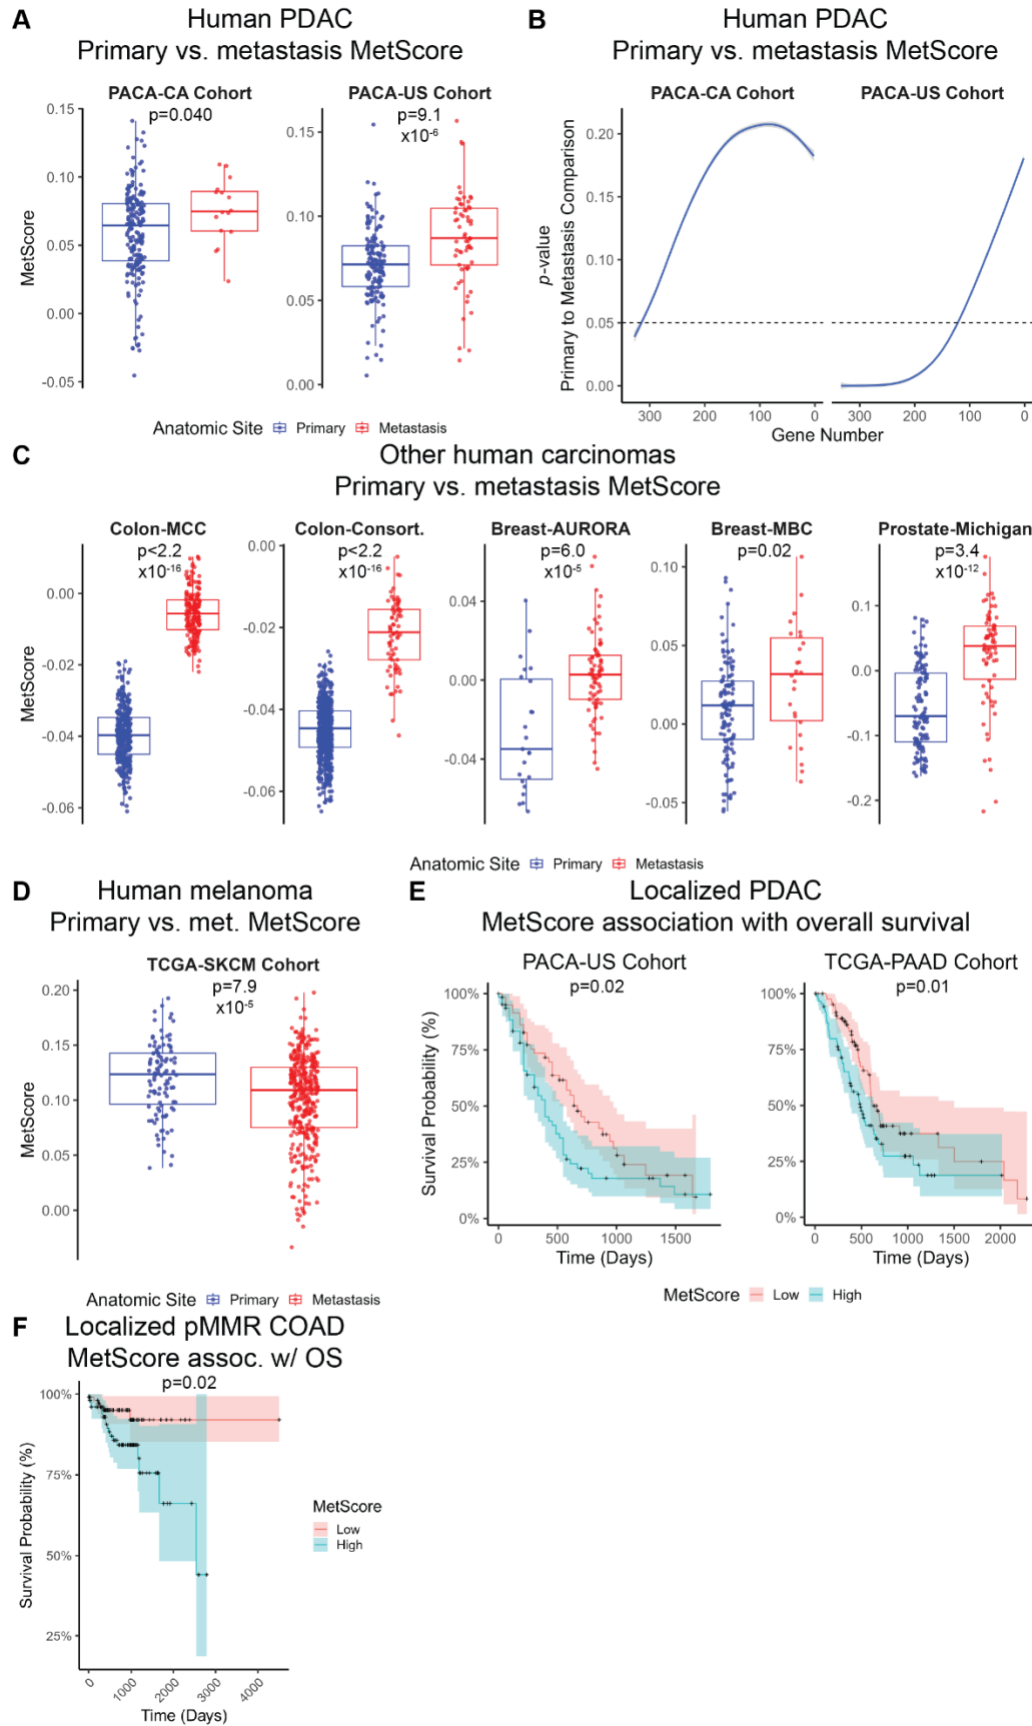 A
Human PDAC
Primary vs. metastasis MetScore
PACA-CA Cohort
p=0.040
PACA-US Cohort
p=9.1
x10-6
MetScore
0.15
0.10
0.05
0.00
-0.05
0.15
0.10
0.05
0.00
Anatomic Site Primary Metastasis
B
Human PDAC
Primary vs. metastasis MetScore
PACA-CA Cohort PACA-US Cohort
p-value
Primary to Metastasis Comparison
0.20
0.15
0.10
0.05
0.00
300 200 100 0 300 200 100 0
Gene Number
C
Other human carcinomas
Primary vs. metastasis MetScore
Colon-MCC
p<2.2
x10-16
Colon-Consort.
p<2.2
x10-16
Breast-AURORA
p=6.0
x10-5
Breast-MBC
p=0.02
Prostate-Michigan
p=3.4
x10-12
MetScore
0.00
-0.02
-0.04
-0.06
0.00
-0.02
-0.04
-0.06
0.04
0.00
-0.04
0.10
0.05
0.00
-0.05
0.1
0.0
-0.1
-0.2
Anatomic Site Primary Metastasis
D
Human melanoma
Primary vs. met. MetScore
TCGA-SKCM Cohort
p=7.9
x10-5
MetScore
0.20
0.15
0.10
0.05
0.00
Anatomic Site Primary Metastasis
E
Localized PDAC
MetScore association with overall survival
PACA-US Cohort
p=0.02
TCGA-PAAD Cohort
p=0.01
Survival Probability (%)
100%
75%
50%
25%
0%
0 500 1000 1500
Time (Days)
100%
75%
50%
25%
0%
0 500 1000 1500 2000
Time (Days)
MetScore Low High
F
Localized pMMR COAD
MetScore assoc. w/ OS
p=0.02
Survival Probability (%)
100%
75%
50%
25%
0 1000 2000 3000 4000
Time (Days)
MetScore
Low
High